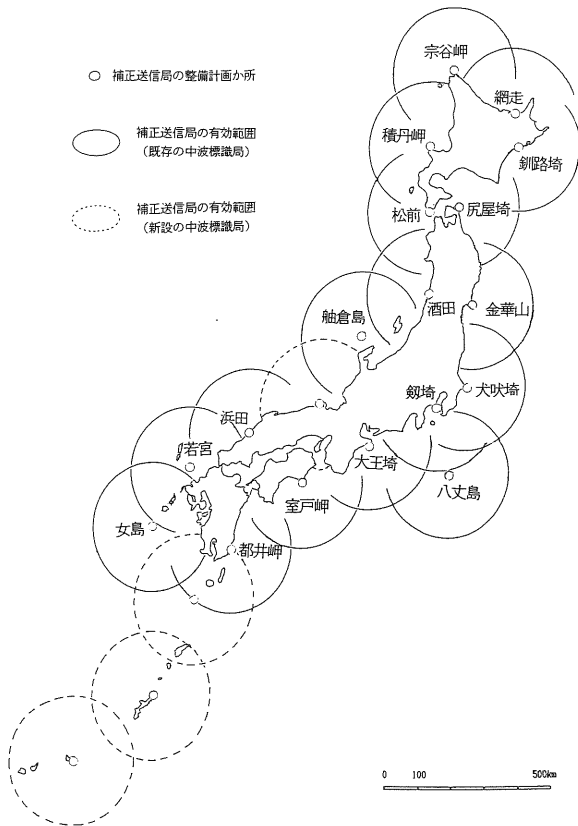 補正送信局の整備計画か所
補正送信局の有効範囲
(既存の中波標識局)
補正送信局の有効範囲
(新設の中波標識局)
宗谷岬
網走
積丹岬
釧路埼
松前
尻屋埼
酒田
金華山
舳倉島
犬吠埼
剱埼
浜田
若宮
大王埼
八丈島
室戸岬
女島
都井岬
0 100 500km